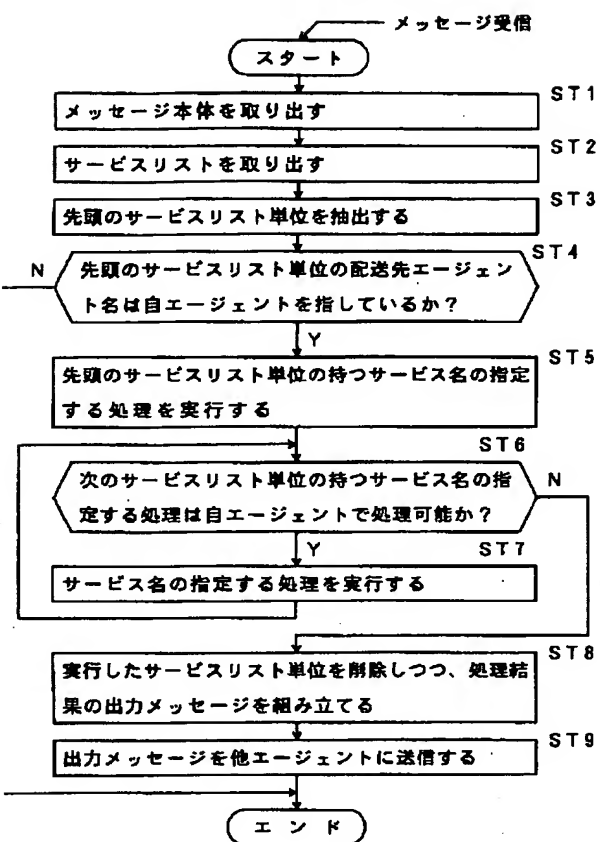 メッセージ受信
スタート
ST1
メッセージ本体を取り出す
ST2
サービスリストを取り出す
ST3
先頭のサービスリスト単位を抽出する
ST4
N
先頭のサービスリスト単位の配送先エージェン
ト名は自エージェントを指しているか？
Y
ST5
先頭のサービスリスト単位の持つサービス名の指定
する処理を実行する
ST6
次のサービスリスト単位の持つサービス名の指
定する処理は自エージェントで処理可能か？
N
Y
ST7
サービス名の指定する処理を実行する
ST8
実行したサービスリスト単位を削除しつつ、処理結
果の出力メッセージを組み立てる
ST9
出力メッセージを他エージェントに送信する
エンド